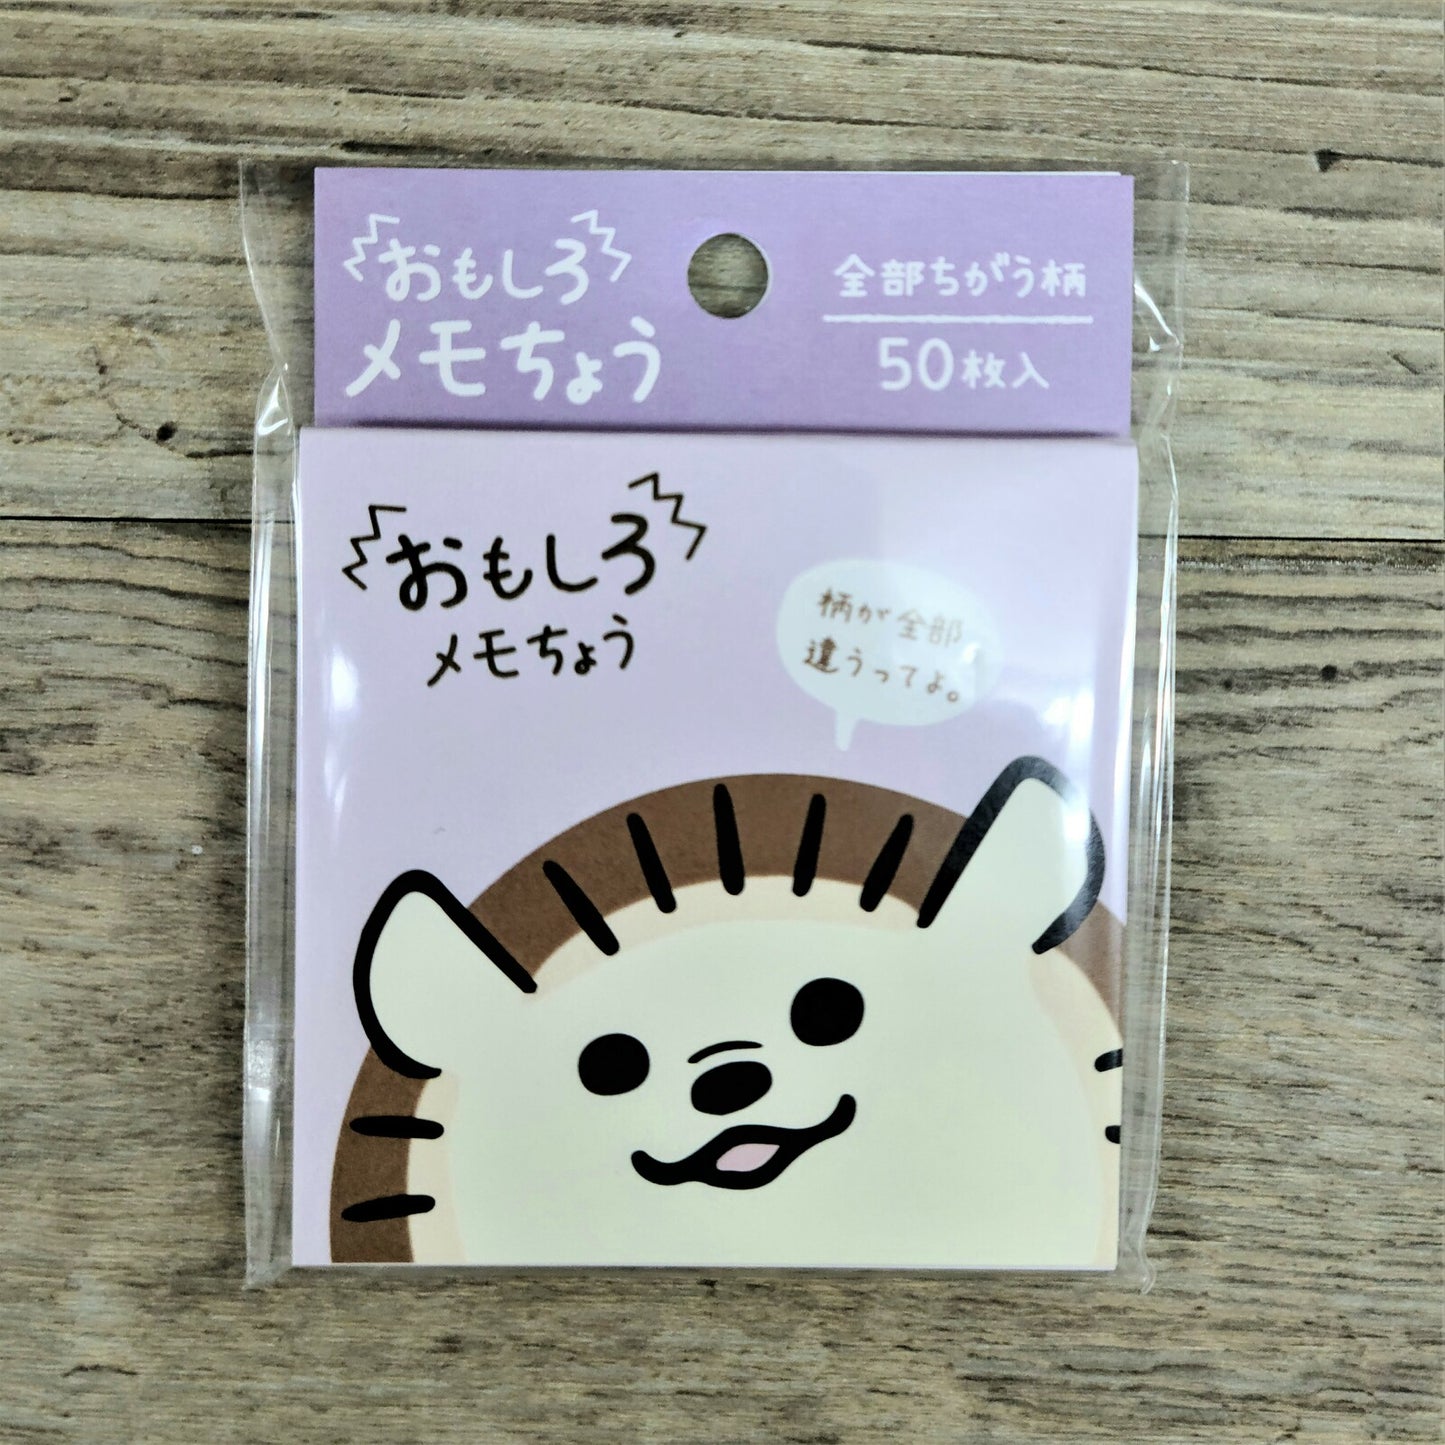 おもしろ
メモちょう
全部ちがう柄
50枚入
おもしろ
メモちょう
柄が全部
違うってよ。